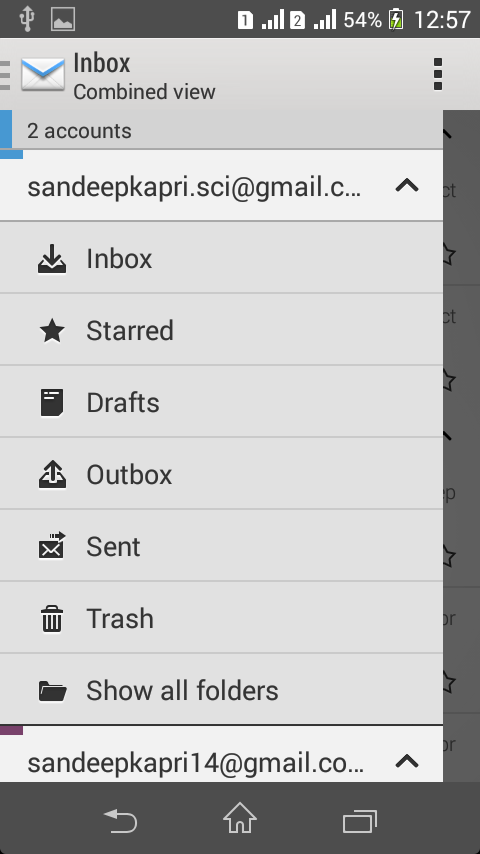 1 2 54% 12:57
Inbox
Combined view
2 accounts
sandeepkapri.sci@gmail.c...
Inbox
Starred
Drafts
Outbox
Sent
Trash
Show all folders
sandeepkapri14@gmail.co...
ct
ct
ep
or
or